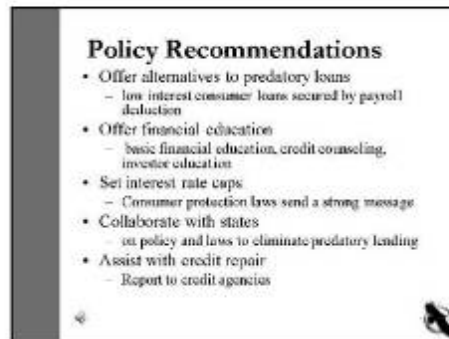 Policy Recommendations
• Offer alternatives to predatory loans
– low interest consumer loans secured by payroll
deduction
• Offer financial education
– basic financial education, credit counseling,
investor education
• Set interest rate caps
– Consumer protection laws send a strong message
• Collaborate with states
– on policy and laws to eliminate predatory lending
• Assist with credit repair
– Report to credit agencies